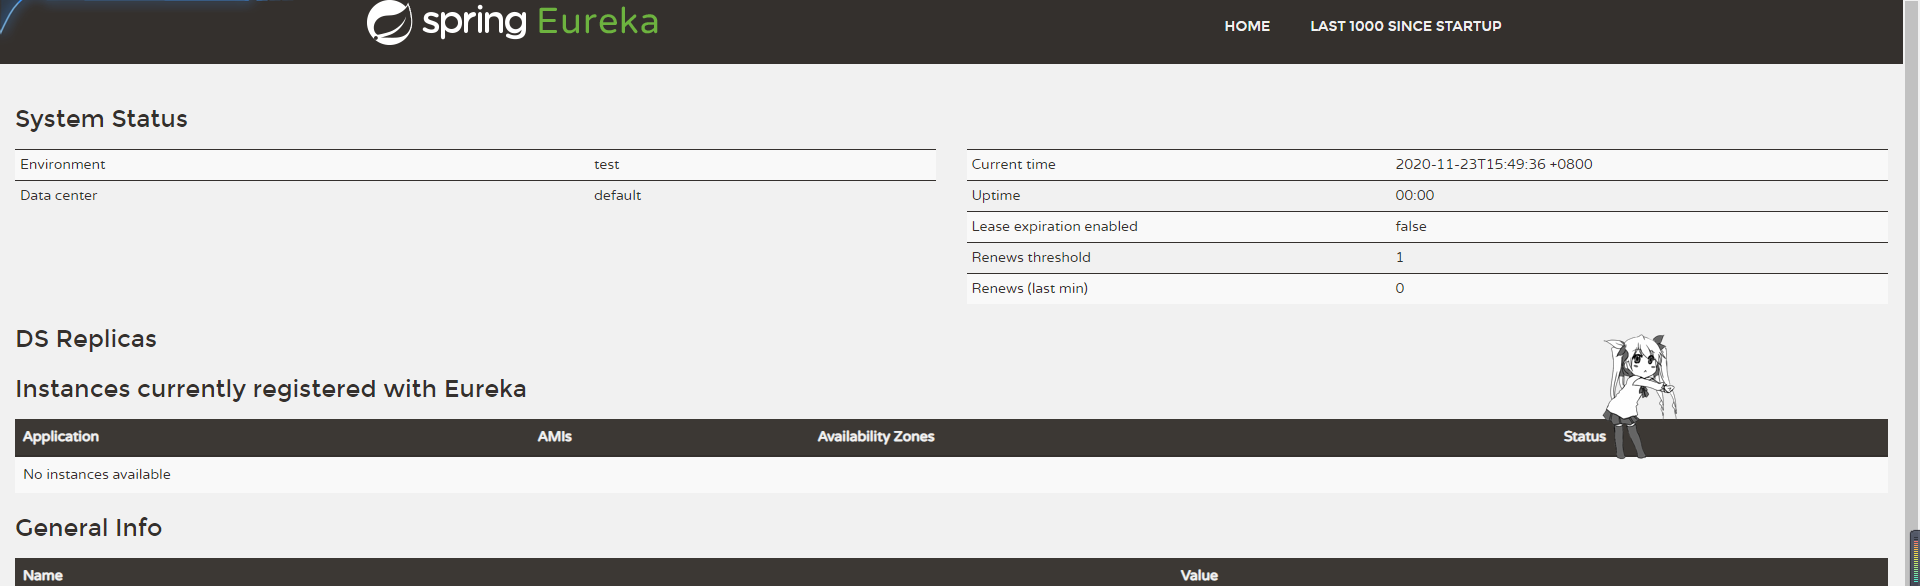 spring Eureka HOME LAST 1000 SINCE STARTUP
System Status
Environment test
Data center default
Current time 2020-11-23T15:49:36 +0800
Uptime 00:00
Lease expiration enabled false
Renews threshold 1
Renews (last min) 0
DS Replicas
Instances currently registered with Eureka
Application AMIs Availability Zones Status
No instances available
General Info
Name Value